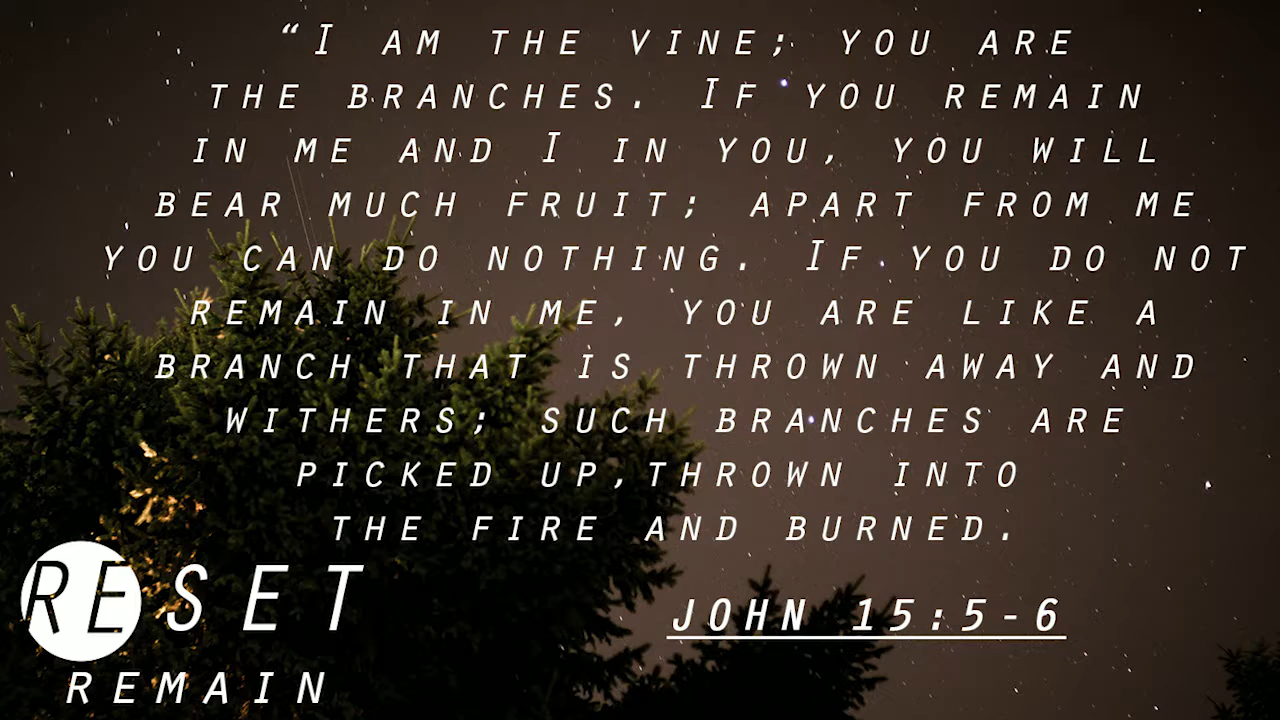 “I AM THE VINE; YOU ARE
THE BRANCHES. IF YOU REMAIN
IN ME AND I IN YOU, YOU WILL
BEAR MUCH FRUIT; APART FROM ME
YOU CAN DO NOTHING. IF YOU DO NOT
REMAIN IN ME, YOU ARE LIKE A
BRANCH THAT IS THROWN AWAY AND
WITHERS; SUCH BRANCHES ARE
PICKED UP,THROWN INTO
THE FIRE AND BURNED.
JOHN 15:5-6
RESET
REMAIN